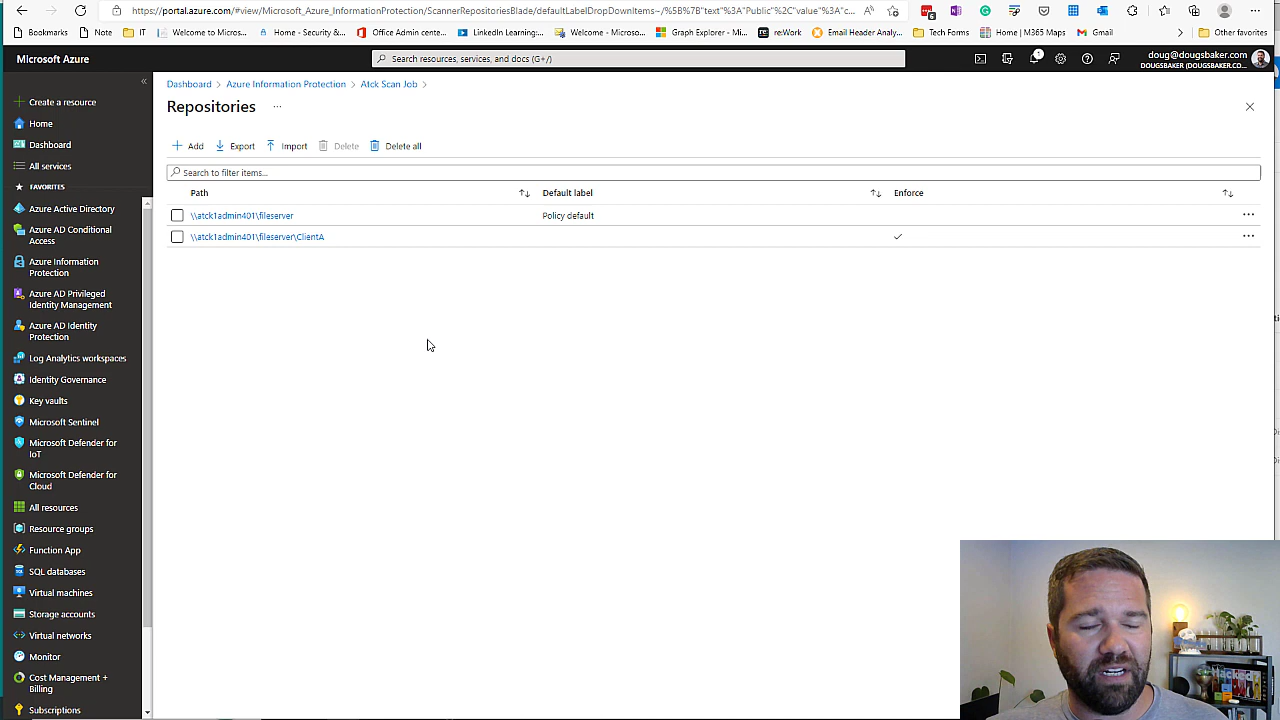 https://portal.azure.com/#view/Microsoft_Azure_InformationProtection/ScannerRepositoriesBlade/defaultLabelDropDownItems~/%5B%7B"text"%3A"Public"%2C"value"%3A"c...
Bookmarks
Note
IT
Welcome to Micros...
Home - Security &...
Office Admin cente...
LinkedIn Learning:...
Welcome - Microso...
Graph Explorer - M...
re:Work
Email Header Analy...
Tech Forms
Home | M365 Maps
Gmail
Other favorites
Microsoft Azure
Search resources, services, and docs (G+/)
1
doug@dougsbaker.com
DOUGSBAKER (DOUGSBAKER.CO...
Dashboard > Azure Information Protection > Atck Scan Job >
Repositories ...
Add
Export
Import
Delete
Delete all
Search to filter items...
Path
Default label
Enforce
\\atck1admin401\fileserver
Policy default
\\atck1admin401\fileserver\ClientA
Create a resource
Home
Dashboard
All services
FAVORITES
Azure Active Directory
Azure AD Conditional
Access
Azure Information
Protection
Azure AD Privileged
Identity Management
Azure AD Identity
Protection
Log Analytics workspaces
Identity Governance
Key vaults
Microsoft Sentinel
Microsoft Defender for
IoT
Microsoft Defender for
Cloud
All resources
Resource groups
Function App
SQL databases
Virtual machines
Storage accounts
Virtual networks
Monitor
Cost Management +
Billing
Subscriptions